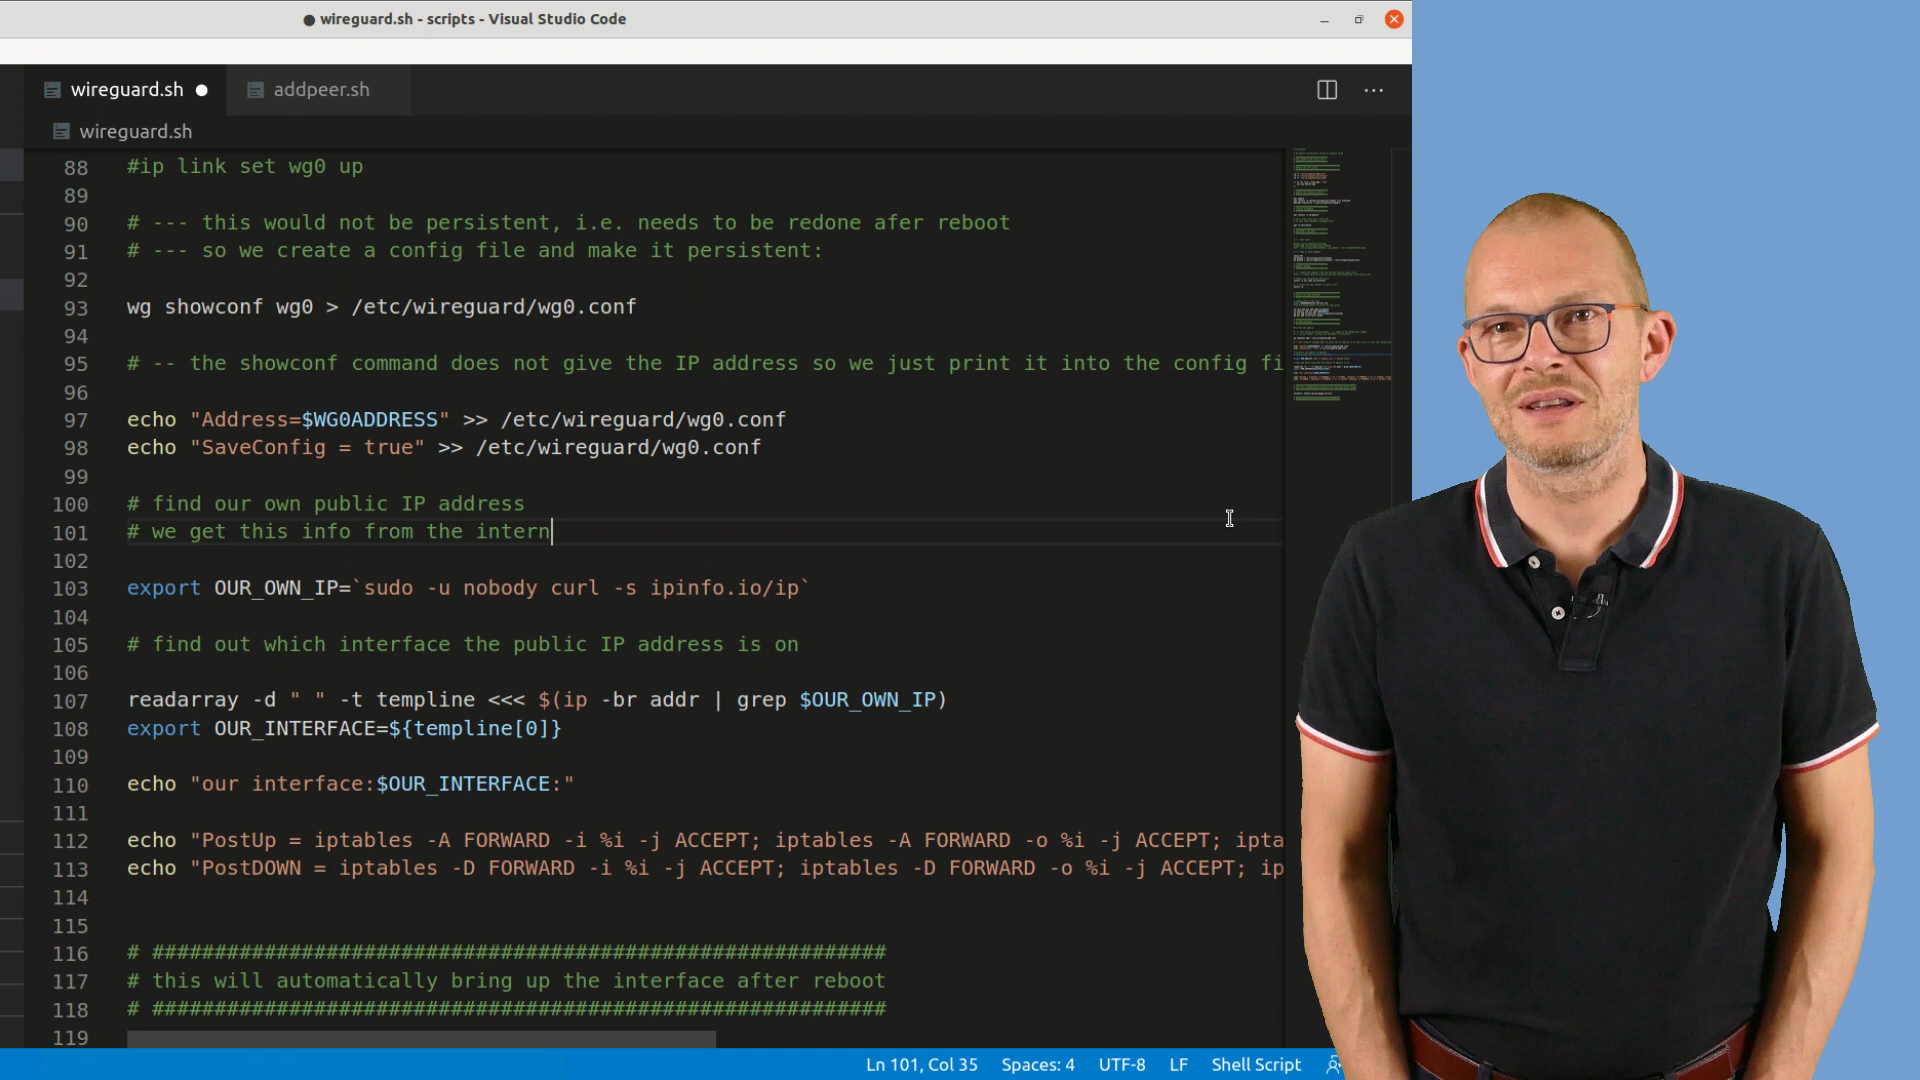 ● wireguard.sh - scripts - Visual Studio Code
wireguard.sh ●
addpeer.sh
wireguard.sh
88 #ip link set wg0 up
89
90 # --- this would not be persistent, i.e. needs to be redone afer reboot
91 # --- so we create a config file and make it persistent:
92
93 wg showconf wg0 > /etc/wireguard/wg0.conf
94
95 # -- the showconf command does not give the IP address so we just print it into the config fi
96
97 echo "Address=$WG0ADDRESS" >> /etc/wireguard/wg0.conf
98 echo "SaveConfig = true" >> /etc/wireguard/wg0.conf
99
100 # find our own public IP address
101 # we get this info from the intern
102
103 export OUR_OWN_IP=`sudo -u nobody curl -s ipinfo.io/ip`
104
105 # find out which interface the public IP address is on
106
107 readarray -d " " -t templine <<< $(ip -br addr | grep $OUR_OWN_IP)
108 export OUR_INTERFACE=${templine[0]}
109
110 echo "our interface:$OUR_INTERFACE:"
111
112 echo "PostUp = iptables -A FORWARD -i %i -j ACCEPT; iptables -A FORWARD -o %i -j ACCEPT; ipta
113 echo "PostDOWN = iptables -D FORWARD -i %i -j ACCEPT; iptables -D FORWARD -o %i -j ACCEPT; ip
114
115
116 # ###########################################################
117 # this will automatically bring up the interface after reboot
118 # ###########################################################
119
Ln 101, Col 35 Spaces: 4 UTF-8 LF Shell Script